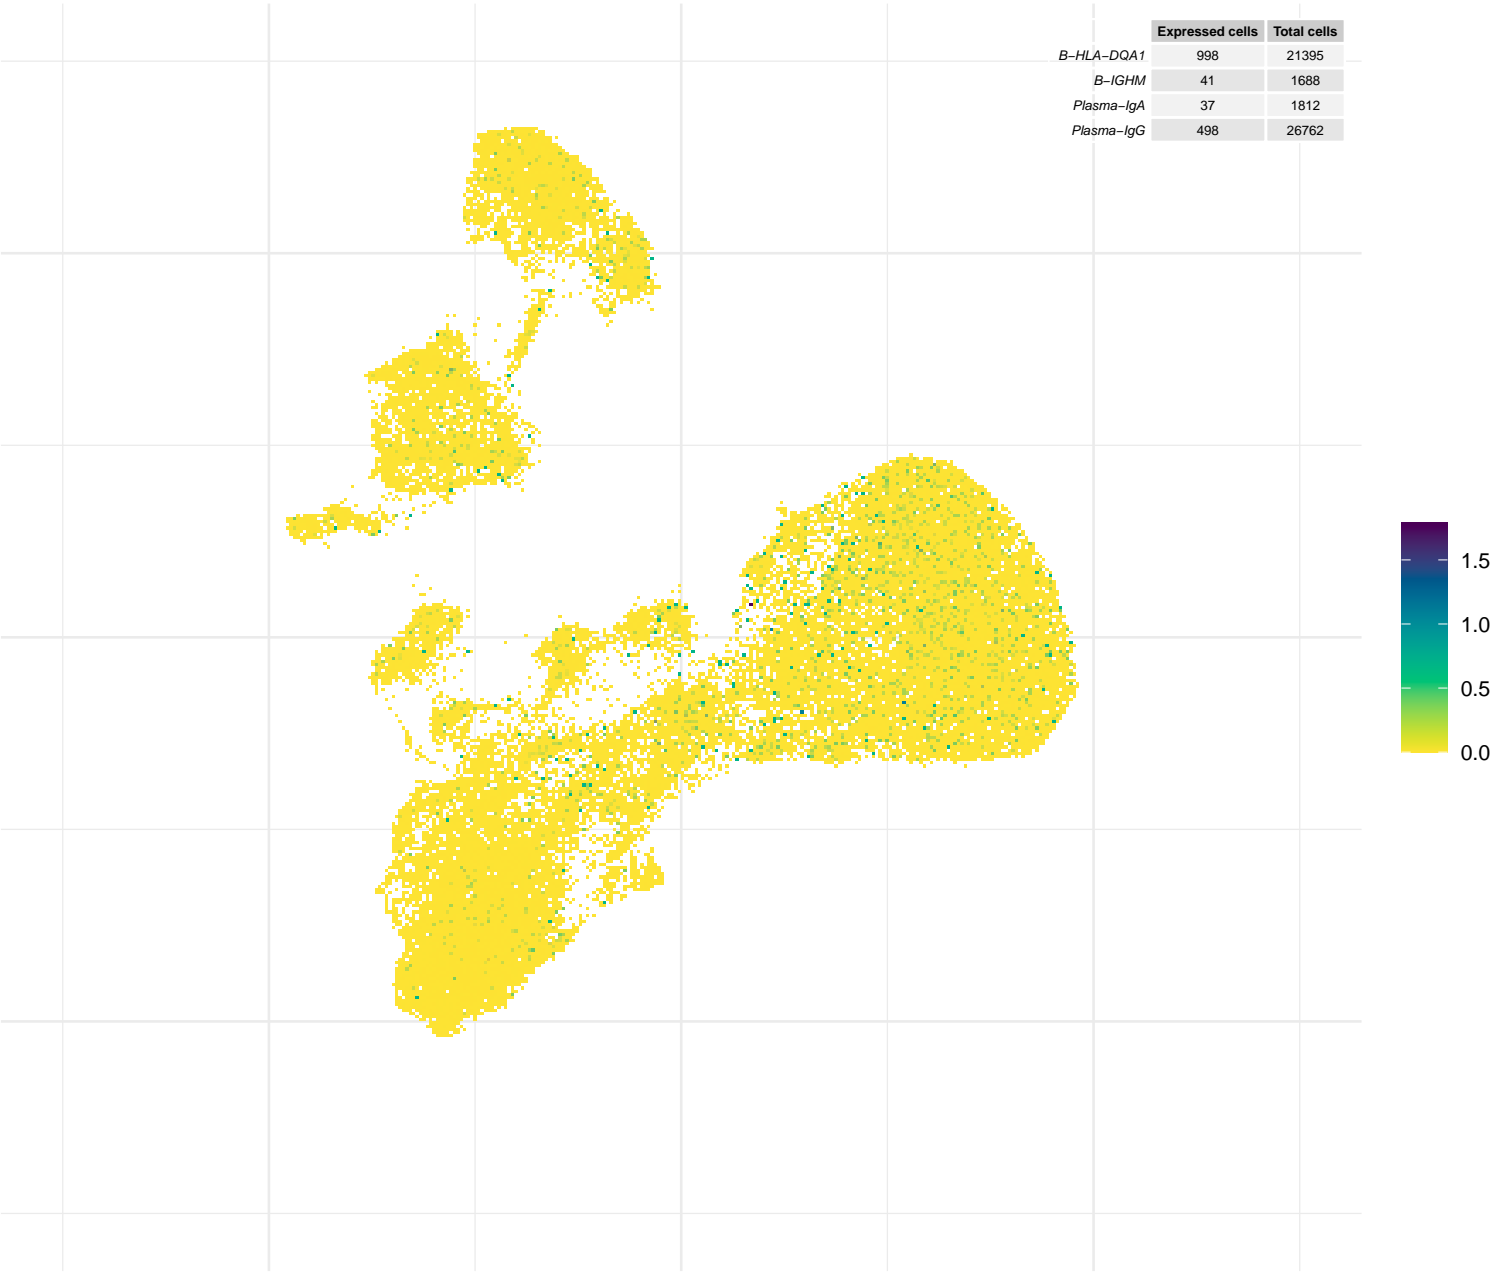 Expressed cells Total cells
B−HLA−DQA1 998 21395
B−IGHM 41 1688
Plasma−IgA 37 1812
Plasma−IgG 498 26762
1.5
1.0
0.5
0.0